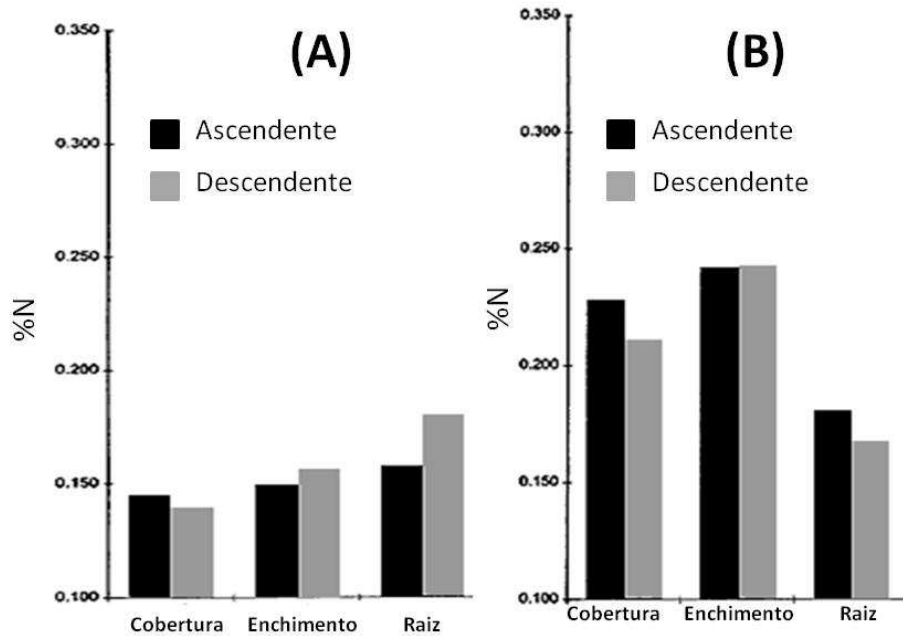 (A)
0.350
0.300
0.250
0.200
0.150
0.100
%N
Ascendente
Descendente
Cobertura Enchimento Raiz
(B)
0.350
0.300
0.250
0.200
0.150
0.100
%N
Ascendente
Descendente
Cobertura Enchimento Raiz